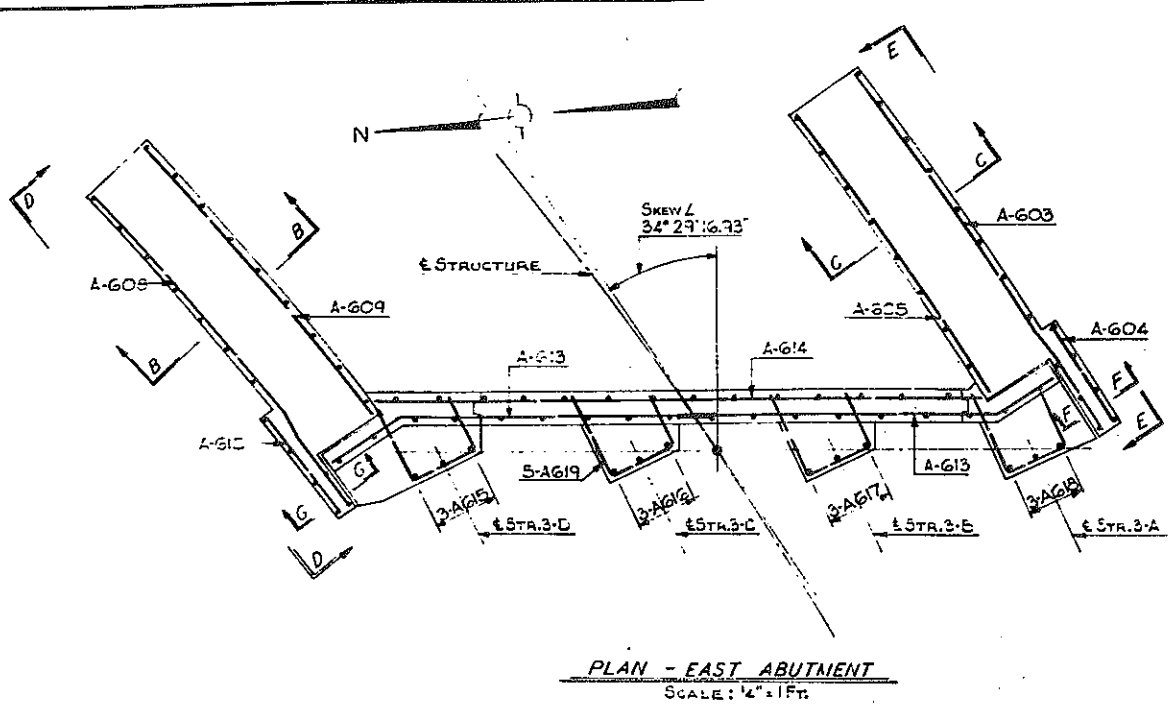 E
N
C
D
SKEW ∠
34° 29' 16.93"
A-603
B
℄ STRUCTURE
C
A-608
A-609
A-605
A-604
B
A-613
A-614
F
E
G
5-A619
A-613
F
3-A615
3-A616
3-A617
3-A618
G
℄ STR. 3-D
℄ STR. 3-C
℄ STR. 3-B
℄ STR. 3-A
D
PLAN - EAST ABUTMENT
SCALE: ¼" = 1 FT.